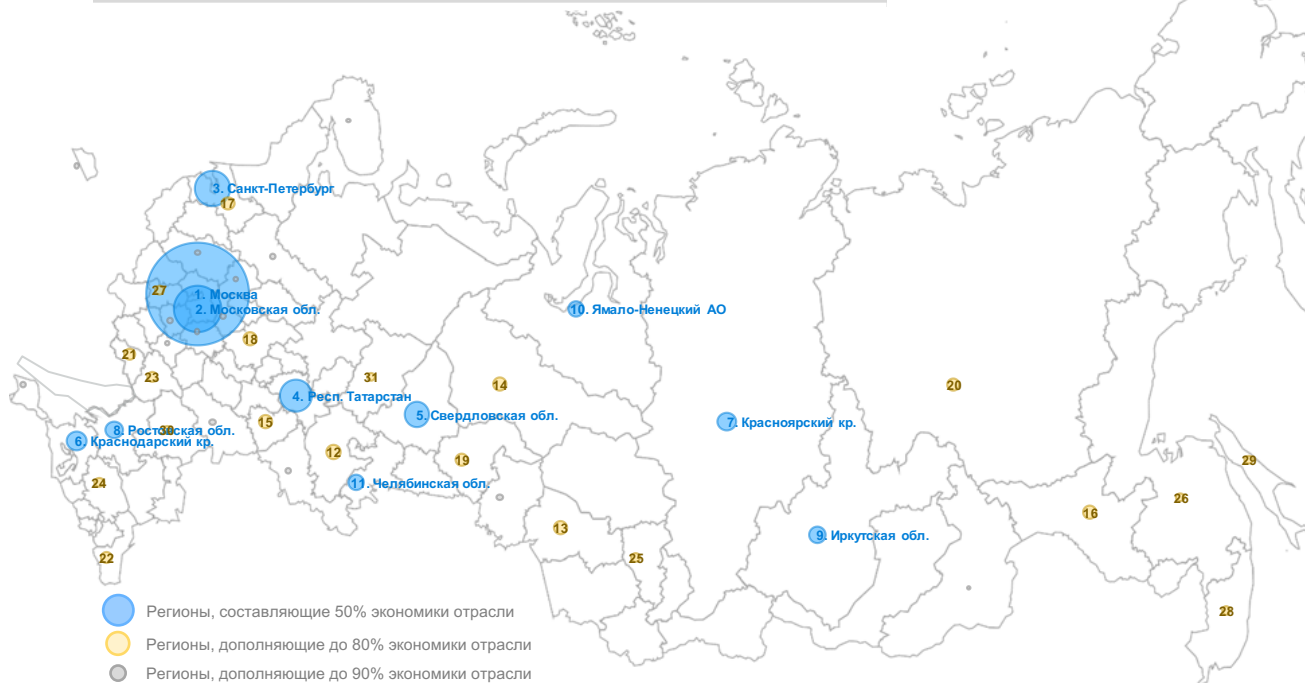 3. Санкт-Петербург
17
27
1. Москва
2. Московская обл.
10. Ямало-Ненецкий АО
18
21
23
31
14
20
4. Респ. Татарстан
5. Свердловская обл.
7. Красноярский кр.
15
8. Ростовская обл.
30
6. Краснодарский кр.
12
19
29
11. Челябинская обл.
24
26
16
13
9. Иркутская обл.
22
25
28
Регионы, составляющие 50% экономики отрасли
Регионы, дополняющие до 80% экономики отрасли
Регионы, дополняющие до 90% экономики отрасли